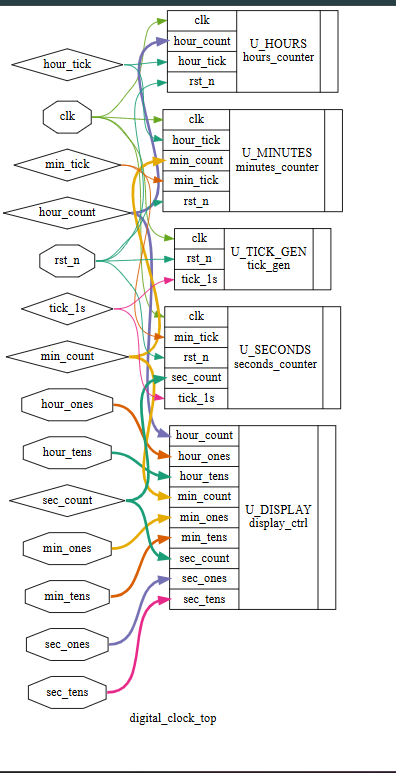 hour_tick
clk
min_tick
hour_count
rst_n
tick_1s
min_count
hour_ones
hour_tens
sec_count
min_ones
min_tens
sec_ones
sec_tens
clk
hour_count
hour_tick
rst_n
U_HOURS
hours_counter
clk
hour_tick
min_count
min_tick
rst_n
U_MINUTES
minutes_counter
clk
rst_n
tick_1s
U_TICK_GEN
tick_gen
clk
min_tick
rst_n
sec_count
tick_1s
U_SECONDS
seconds_counter
hour_count
hour_ones
hour_tens
min_count
min_ones
min_tens
sec_count
sec_ones
sec_tens
U_DISPLAY
display_ctrl
digital_clock_top